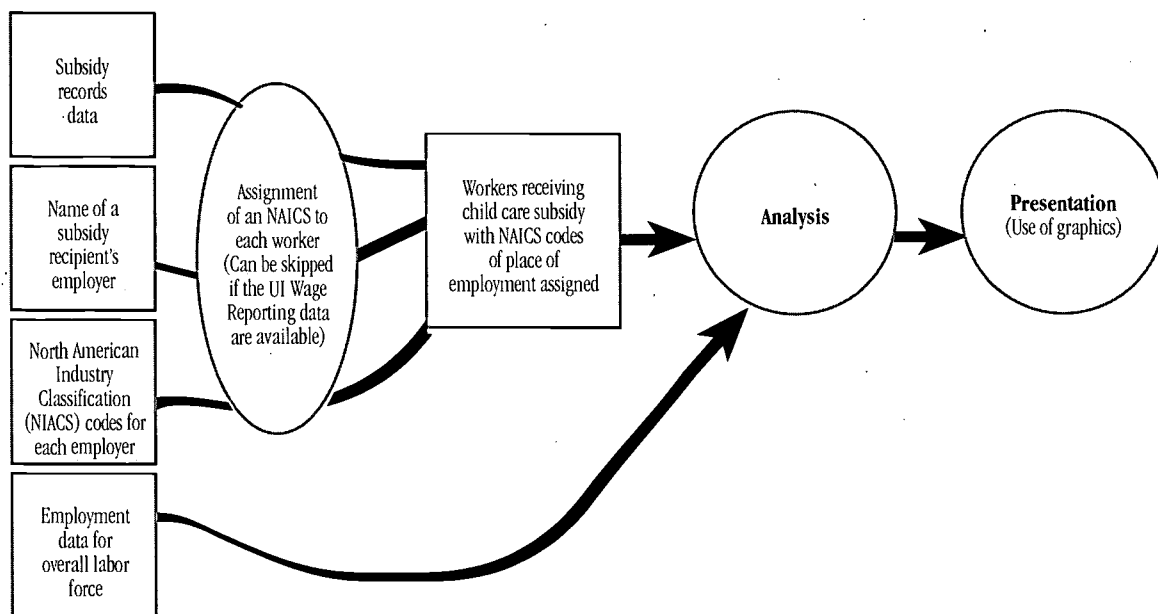 Subsidy
records
data
Name of a
subsidy
recipient's
employer
North American
Industry
Classification
(NIACS) codes for
each employer
Employment
data for
overall labor
force
Assignment
of an NAICS to
each worker
(Can be skipped
if the UI Wage
Reporting data
are available)
Workers receiving
child care subsidy
with NAICS codes
of place of
employment assigned
Analysis
Presentation
(Use of graphics)